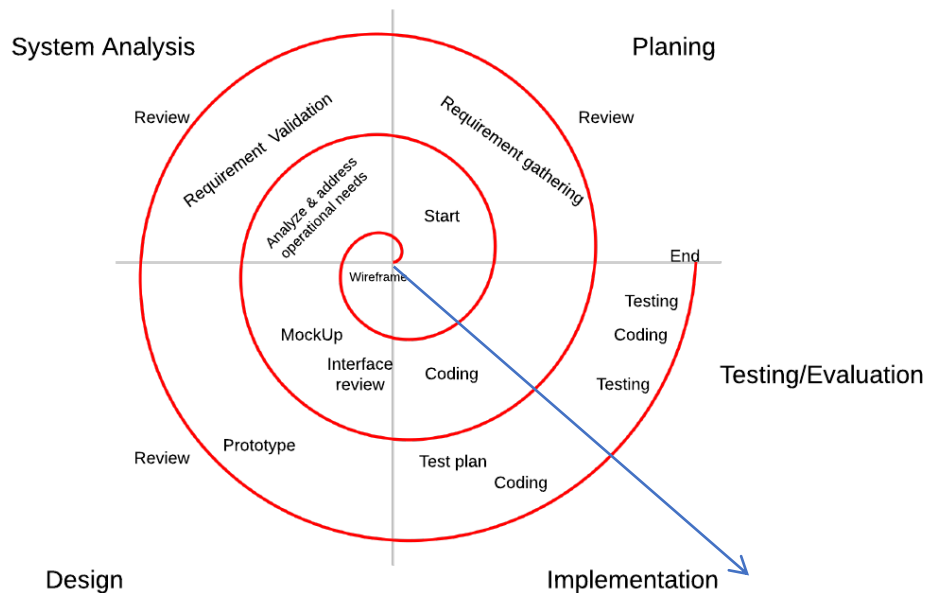 System Analysis
Planing
Review
Requirement Validation
Requirement gathering
Review
Analyze & address
operational needs
Start
End
Wireframe
Testing
MockUp
Coding
Interface
review
Coding
Testing
Testing/Evaluation
Review
Prototype
Test plan
Coding
Design
Implementation